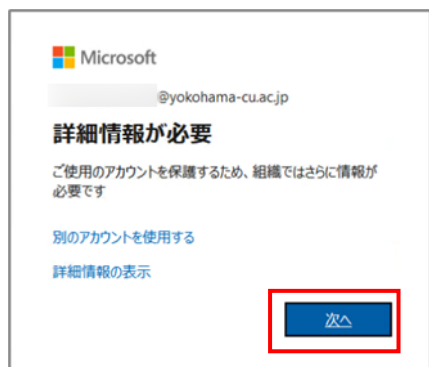 Microsoft
@yokohama-cu.ac.jp
詳細情報が必要
ご使用のアカウントを保護するため、組織ではさらに情報が
必要です
別のアカウントを使用する
詳細情報の表示
次へ